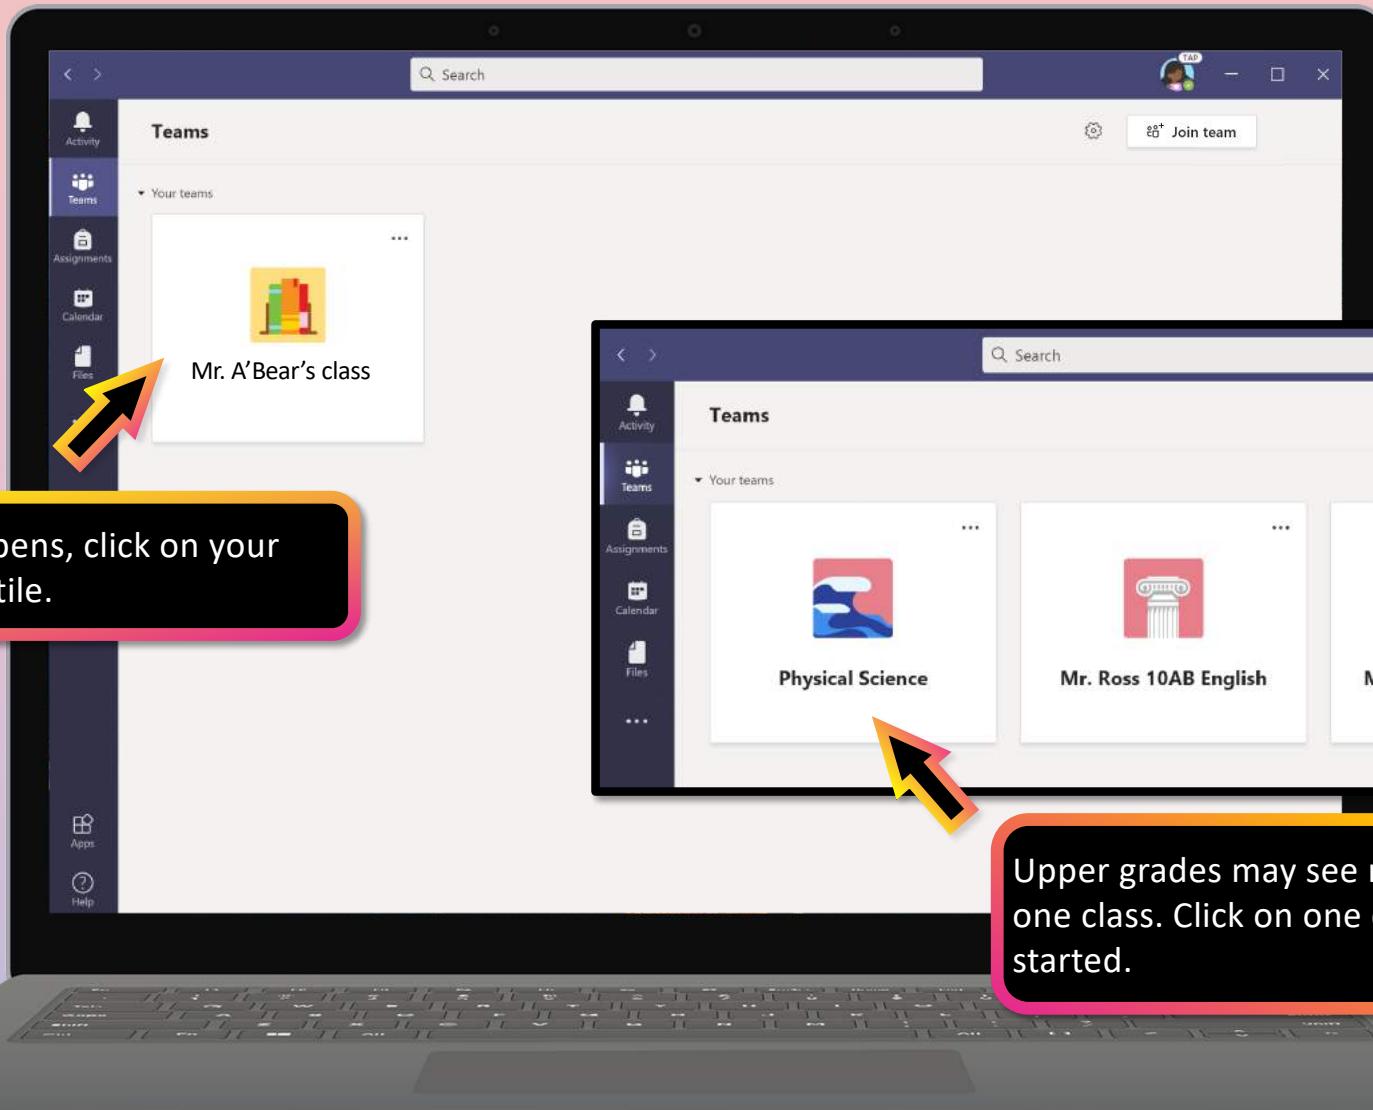 TAP
Search
Activity
Teams
Join team
Teams
Your teams
Assignments
Calendar
Mr. A’Bear’s class
Files
click on your
tile.
Apps
Help
Search
Activity
Teams
Teams
Your teams
Assignments
Calendar
Files
Physical Science
Mr. Ross 10AB English
Upper grades may see
one class. Click on one
started.